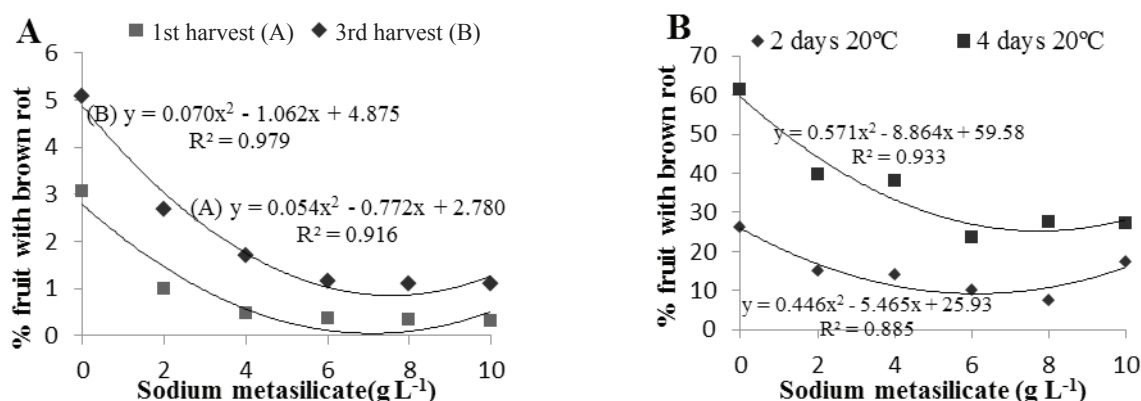 A
1st harvest (A) 3rd harvest (B)
% fruit with brown rot
6
5
4
3
2
1
0
(B) y = 0.070x² - 1.062x + 4.875
R² = 0.979
(A) y = 0.054x² - 0.772x + 2.780
R² = 0.916
0 2 4 6 8 10
Sodium metasilicate(g L⁻¹)
B
2 days 20ºC 4 days 20ºC
% fruit with brown rot
70
60
50
40
30
20
10
0
y = 0.571x² - 8.864x + 59.58
R² = 0.933
y = 0.446x² - 5.465x + 25.93
R² = 0.885
0 2 4 6 8 10
Sodium metasilicate (g L⁻¹)